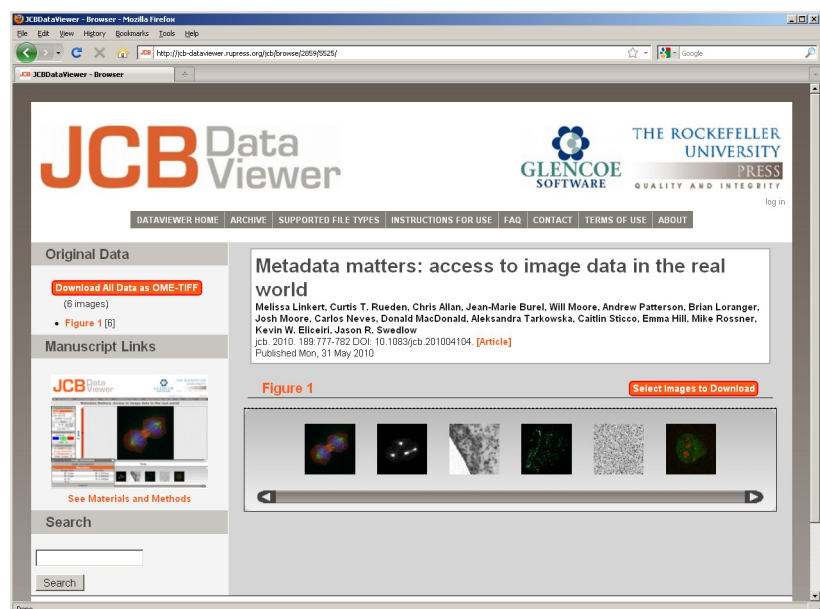 JCBDataViewer - Browser - Mozilla Firefox
File Edit View History Bookmarks Tools Help
http://jcb-dataviewer.rupress.org/jcb/browse/2859/5525/
Google
JCBDataViewer - Browser
JCB Data Viewer
GLENCOE SOFTWARE
THE ROCKEFELLER UNIVERSITY PRESS
QUALITY AND INTEGRITY
log in
DATAVIEWER HOME ARCHIVE SUPPORTED FILE TYPES INSTRUCTIONS FOR USE FAQ CONTACT TERMS OF USE ABOUT
Original Data
Download All Data as OME-TIFF
(6 images)
• Figure 1 [6]
Manuscript Links
JCB Data Viewer
See Materials and Methods
Search
Search
Metadata matters: access to image data in the real
world
Melissa Linkert, Curtis T. Rueden, Chris Allan, Jean-Marie Burel, Will Moore, Andrew Patterson, Brian Loranger,
Josh Moore, Carlos Neves, Donald MacDonald, Aleksandra Tarkowska, Caitlin Sticco, Emma Hill, Mike Rossner,
Kevin W. Eliceiri, Jason R. Swedlow
jcb. 2010. 189:777-782 DOI: 10.1083/jcb.201004104. [Article]
Published Mon, 31 May 2010
Figure 1
Select Images to Download
Done